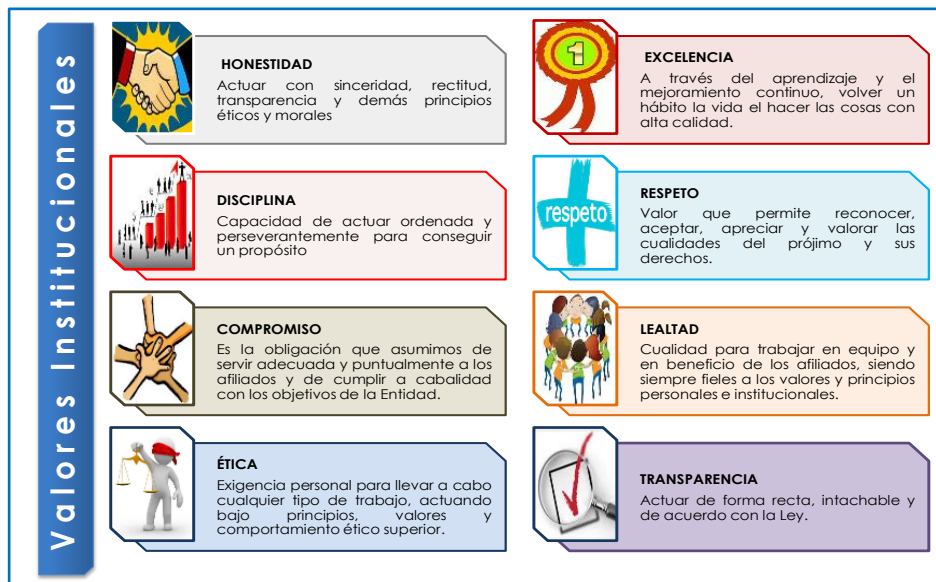 Valores Institucionales
HONESTIDAD
Actuar con sinceridad, rectitud,
transparencia y demás principios
éticos y morales
1
EXCELENCIA
A través del aprendizaje y el
mejoramiento continuo, volver un
hábito la vida el hacer las cosas con
alta calidad.
DISCIPLINA
Capacidad de actuar ordenada y
perseverantemente para conseguir
un propósito
respeto
RESPETO
Valor que permite reconocer,
aceptar, apreciar y valorar las
cualidades del prójimo y sus
derechos.
COMPROMISO
Es la obligación que asumimos de
servir adecuada y puntualmente a los
afiliados y de cumplir a cabalidad
con los objetivos de la Entidad.
LEALTAD
Cualidad para trabajar en equipo y
en beneficio de los afiliados, siendo
siempre fieles a los valores y principios
personales e institucionales.
ÉTICA
Exigencia personal para llevar a cabo
cualquier tipo de trabajo, actuando
bajo principios, valores y
comportamiento ético superior.
TRANSPARENCIA
Actuar de forma recta, intachable y
de acuerdo con la Ley.